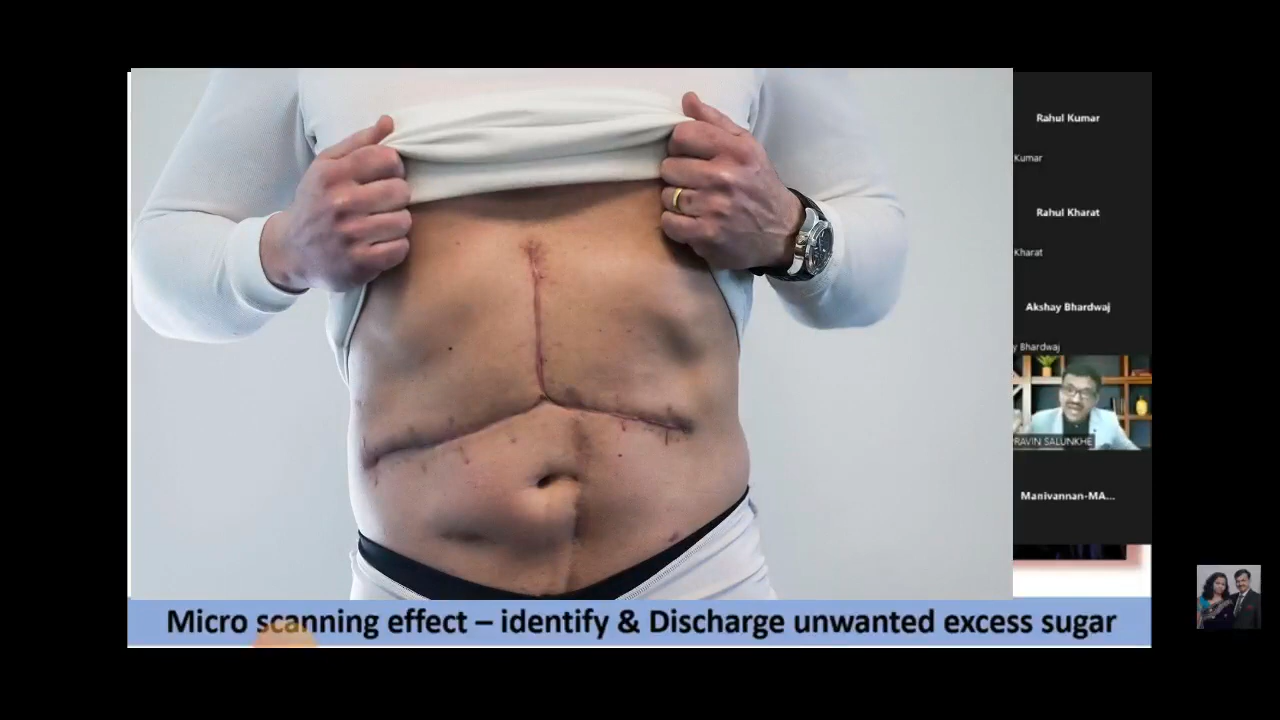 Rahul Kumar
Kumar
Rahul Kharat
Kharat
Akshay Bhardwaj
y Bhardwaj
RAVIN SALUNKHE
Manivannan-MA...
Micro scanning effect – identify & Discharge unwanted excess sugar